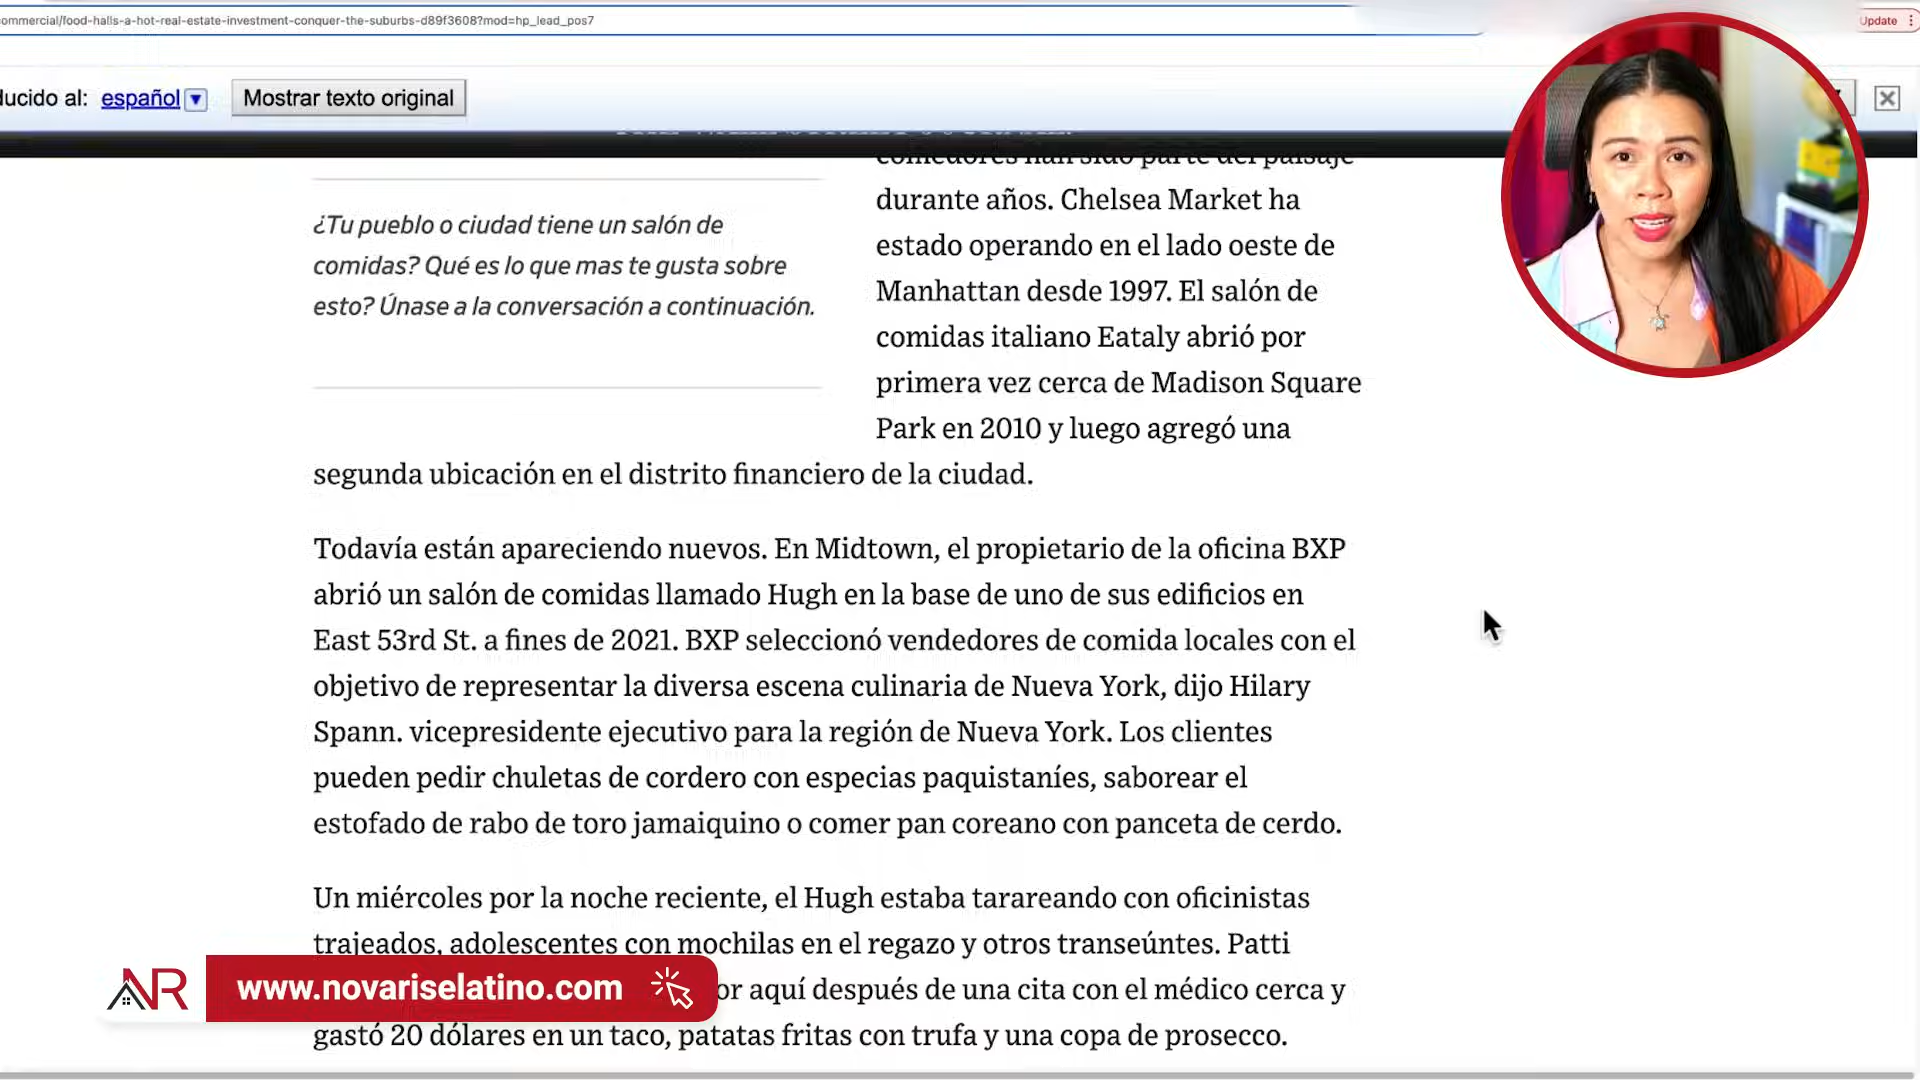 ommercial/food-halls-a-hot-real-estate-investment-conquer-the-suburbs-d89f3608?mod=hp_lead_pos7
Update
ducido al: español
Mostrar texto original
comedores han sido parte del paisaje
durante años. Chelsea Market ha
estado operando en el lado oeste de
Manhattan desde 1997. El salón de
comidas italiano Eataly abrió por
primera vez cerca de Madison Square
Park en 2010 y luego agregó una
segunda ubicación en el distrito financiero de la ciudad.
¿Tu pueblo o ciudad tiene un salón de
comidas? Qué es lo que mas te gusta sobre
esto? Únase a la conversación a continuación.
Todavía están apareciendo nuevos. En Midtown, el propietario de la oficina BXP
abrió un salón de comidas llamado Hugh en la base de uno de sus edificios en
East 53rd St. a fines de 2021. BXP seleccionó vendedores de comida locales con el
objetivo de representar la diversa escena culinaria de Nueva York, dijo Hilary
Spann. vicepresidente ejecutivo para la región de Nueva York. Los clientes
pueden pedir chuletas de cordero con especias paquistaníes, saborear el
estofado de rabo de toro jamaiquino o comer pan coreano con panceta de cerdo.
Un miércoles por la noche reciente, el Hugh estaba tarareando con oficinistas
trajeados, adolescentes con mochilas en el regazo y otros transeúntes. Patti
or aquí después de una cita con el médico cerca y
gastó 20 dólares en un taco, patatas fritas con trufa y una copa de prosecco.
NR
www.novariselatino.com